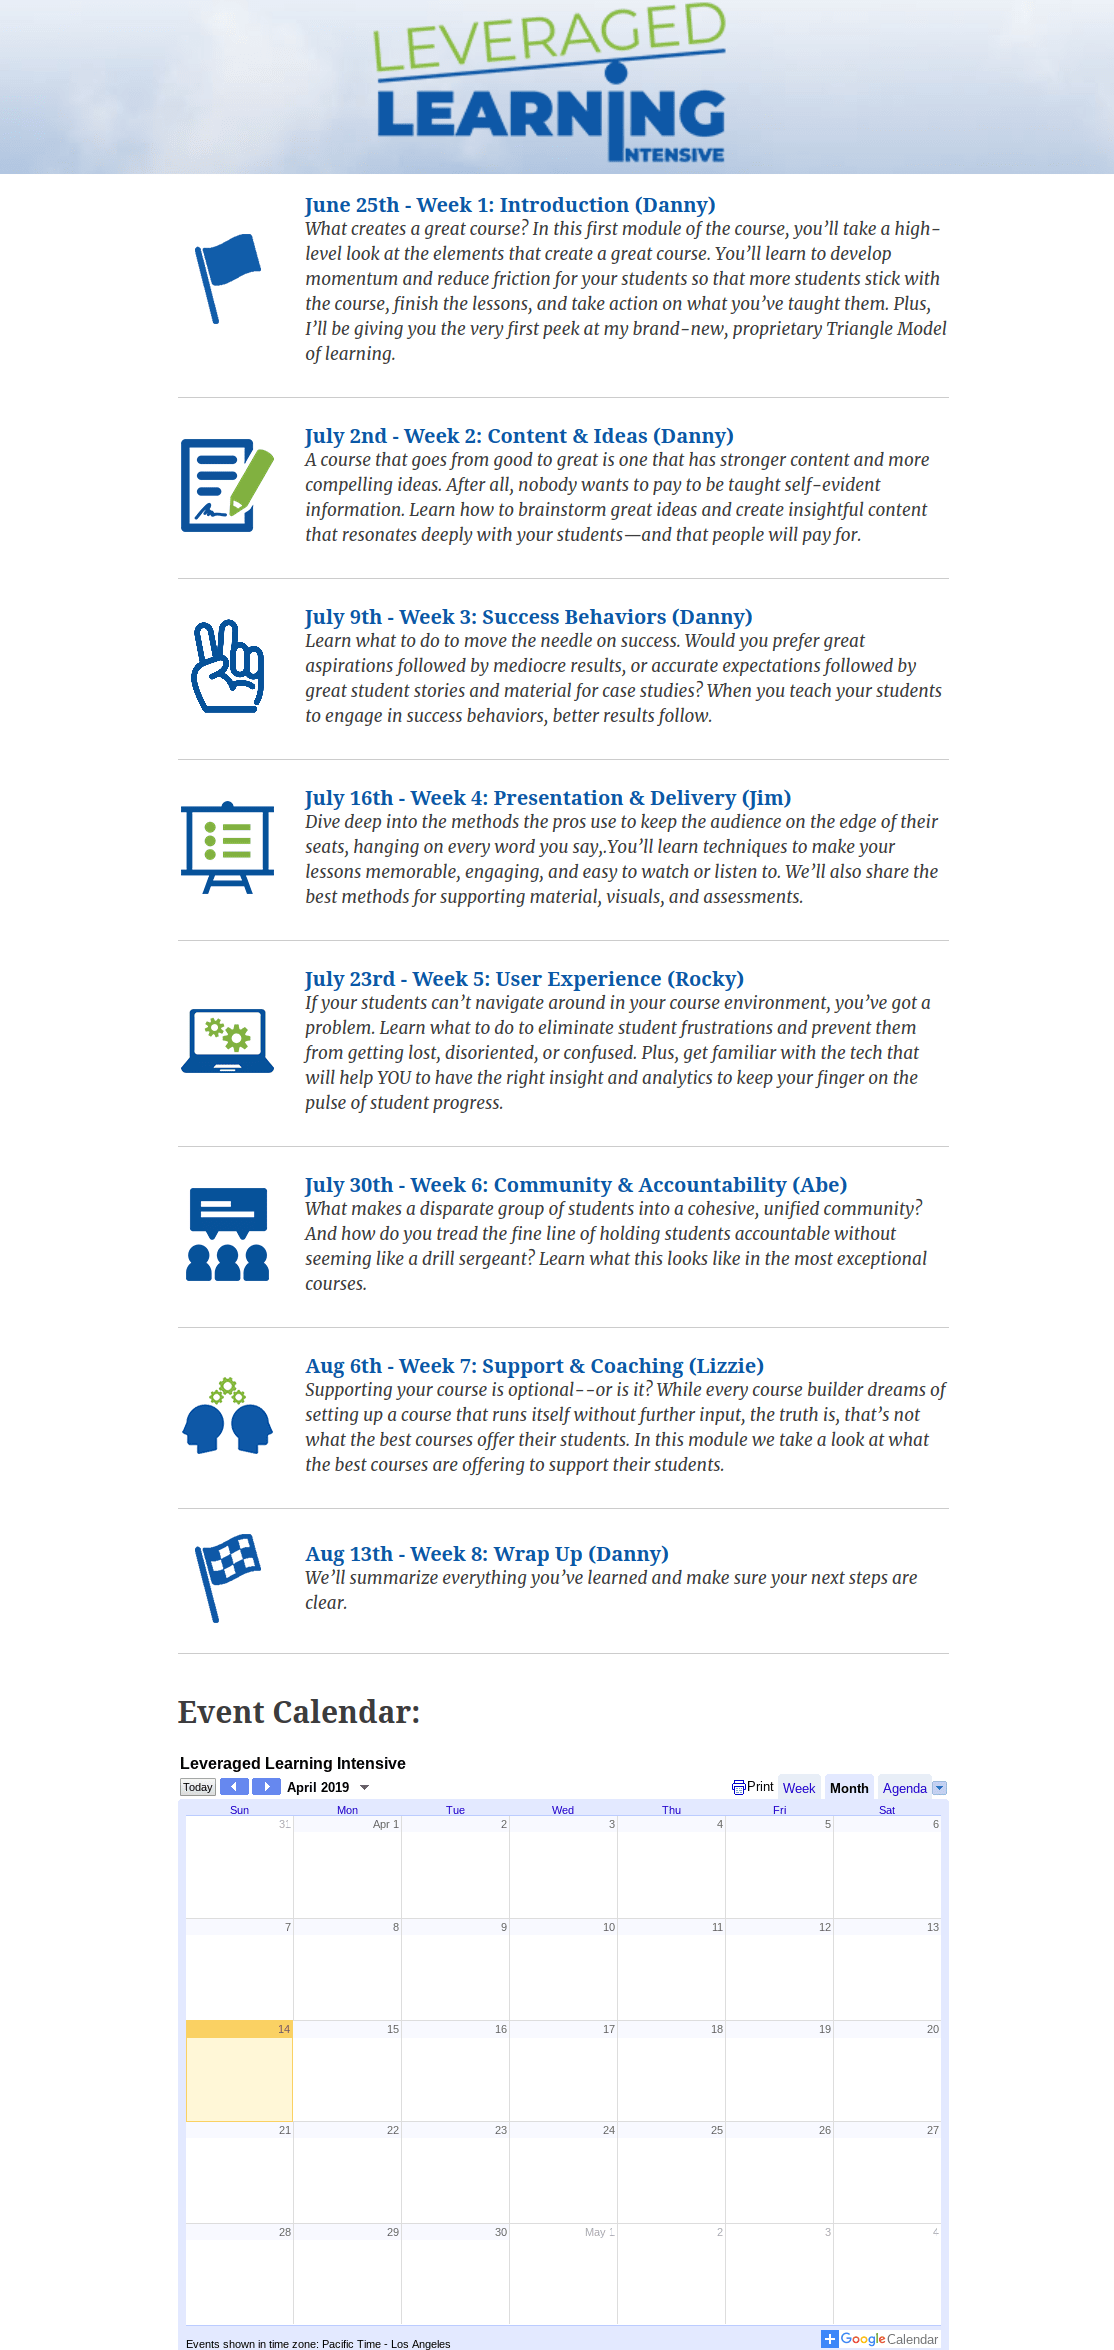 LEVERAGED
LEARNING
INTENSIVE
June 25th - Week 1: Introduction (Danny)
What creates a great course? In this first module of the course, you’ll take a high-
level look at the elements that create a great course. You’ll learn to develop
momentum and reduce friction for your students so that more students stick with
the course, finish the lessons, and take action on what you’ve taught them. Plus,
I’ll be giving you the very first peek at my brand-new, proprietary Triangle Model
of learning.
July 2nd - Week 2: Content & Ideas (Danny)
A course that goes from good to great is one that has stronger content and more
compelling ideas. After all, nobody wants to pay to be taught self-evident
information. Learn how to brainstorm great ideas and create insightful content
that resonates deeply with your students—and that people will pay for.
July 9th - Week 3: Success Behaviors (Danny)
Learn what to do to move the needle on success. Would you prefer great
aspirations followed by mediocre results, or accurate expectations followed by
great student stories and material for case studies? When you teach your students
to engage in success behaviors, better results follow.
July 16th - Week 4: Presentation & Delivery (Jim)
Dive deep into the methods the pros use to keep the audience on the edge of their
seats, hanging on every word you say,.You’ll learn techniques to make your
lessons memorable, engaging, and easy to watch or listen to. We’ll also share the
best methods for supporting material, visuals, and assessments.
July 23rd - Week 5: User Experience (Rocky)
If your students can’t navigate around in your course environment, you’ve got a
problem. Learn what to do to eliminate student frustrations and prevent them
from getting lost, disoriented, or confused. Plus, get familiar with the tech that
will help YOU to have the right insight and analytics to keep your finger on the
pulse of student progress.
July 30th - Week 6: Community & Accountability (Abe)
What makes a disparate group of students into a cohesive, unified community?
And how do you tread the fine line of holding students accountable without
seeming like a drill sergeant? Learn what this looks like in the most exceptional
courses.
Aug 6th - Week 7: Support & Coaching (Lizzie)
Supporting your course is optional--or is it? While every course builder dreams of
setting up a course that runs itself without further input, the truth is, that’s not
what the best courses offer their students. In this module we take a look at what
the best courses are offering to support their students.
Aug 13th - Week 8: Wrap Up (Danny)
We’ll summarize everything you’ve learned and make sure your next steps are
clear.
Event Calendar:
Leveraged Learning Intensive
Today April 2019 Print Week Month Agenda
Sun Mon Tue Wed Thu Fri Sat
31 Apr 1 2 3 4 5 6
7 8 9 10 11 12 13
14 15 16 17 18 19 20
21 22 23 24 25 26 27
28 29 30 May 1 2 3 4
Events shown in time zone: Pacific Time - Los Angeles
Google Calendar